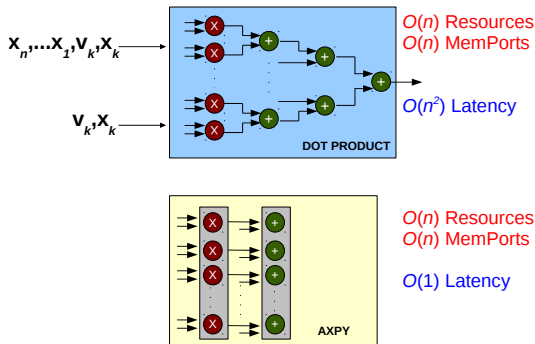 O(n) Resources
O(n) MemPorts
xn,...x1,vk,xk
X
X
+
+
+
O(n²) Latency
X
X
+
+
vk,xk
DOT PRODUCT
X
+
O(n) Resources
O(n) MemPorts
X
+
X
+
O(1) Latency
X
+
AXPY